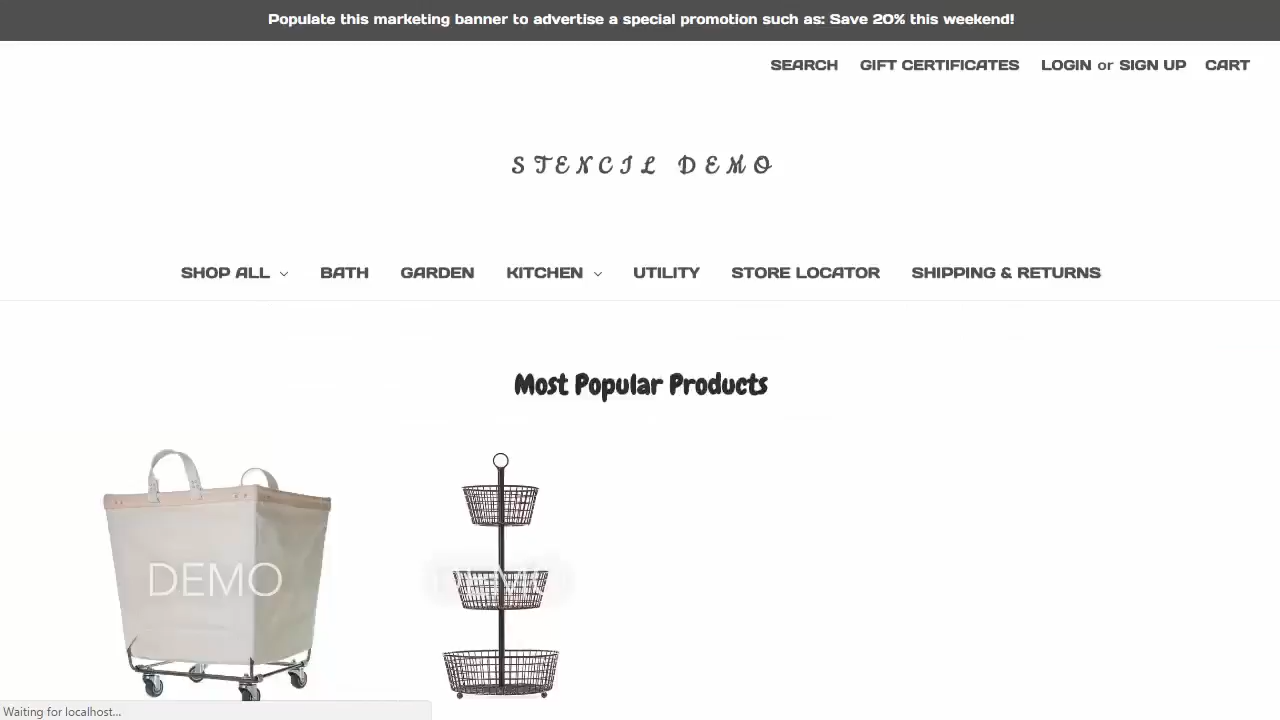 Populate this marketing banner to advertise a special promotion such as: Save 20% this weekend!
SEARCH GIFT CERTIFICATES LOGIN or SIGN UP CART
STENCIL DEMO
SHOP ALL BATH GARDEN KITCHEN UTILITY STORE LOCATOR SHIPPING & RETURNS
Most Popular Products
DEMO
DEMO
Waiting for localhost...